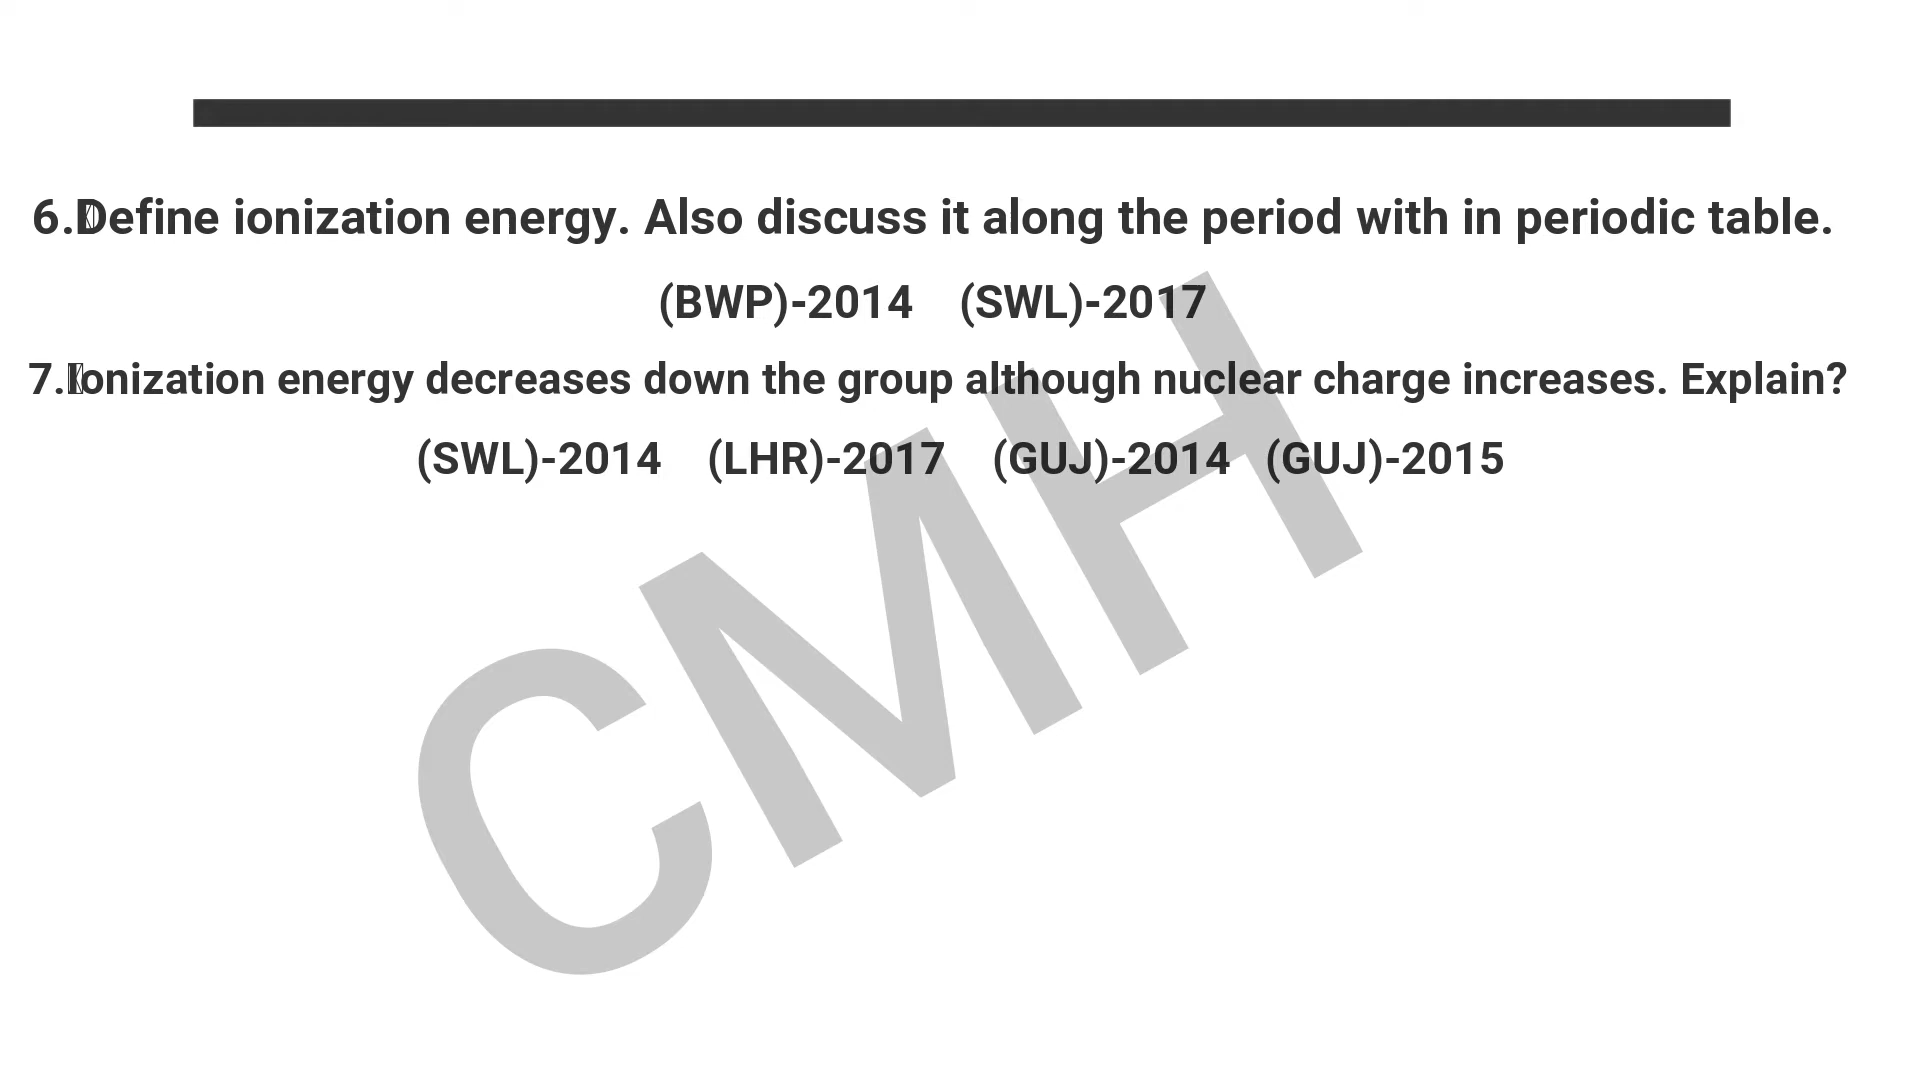 6.Define ionization energy. Also discuss it along the period with in periodic table.
(BWP)-2014 (SWL)-2017
7.Ionization energy decreases down the group although nuclear charge increases. Explain?
(SWL)-2014 (LHR)-2017 (GUJ)-2014 (GUJ)-2015
CMH